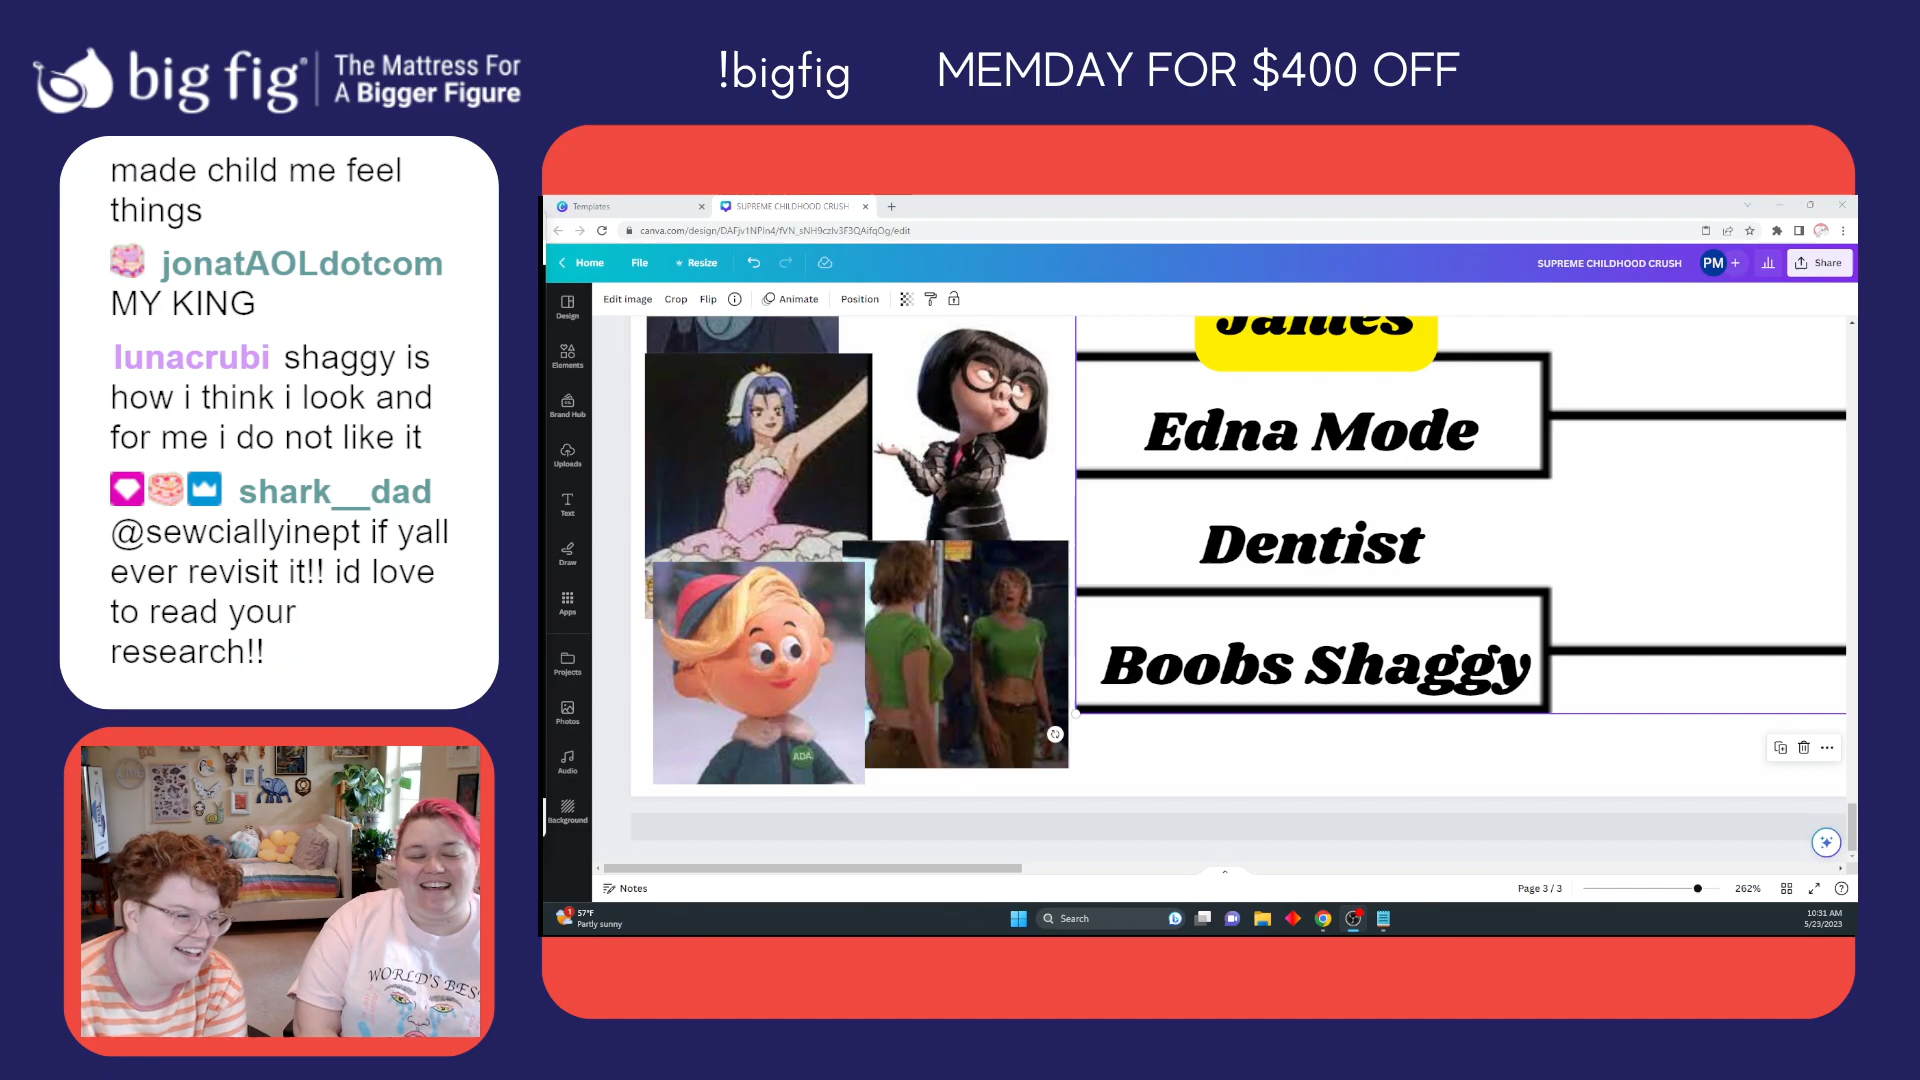 big fig
The Mattress For
A Bigger Figure
!bigfig
MEMDAY FOR $400 OFF
made child me feel
things
jonatAOLdotcom
MY KING
lunacrubi shaggy is
how i think i look and
for me i do not like it
shark__dad
@sewciallyinept if yall
ever revisit it!! id love
to read your
research!!
WORLD'S BES
Templates
SUPREME CHILDHOOD CRUSH
canva.com/design/DAFjv1NPln4/fVN_sNH9czlv3F3QAifqOg/edit
Home
File
Resize
SUPREME CHILDHOOD CRUSH
PM
Share
Edit image
Crop
Flip
Animate
Position
Design
Elements
Brand Hub
Uploads
Text
Draw
Apps
Projects
Photos
Audio
Background
James
Edna Mode
Dentist
Boobs Shaggy
ADA
Notes
Page 3 / 3
262%
1
57°F
Partly sunny
Search
10:31 AM
5/23/2023